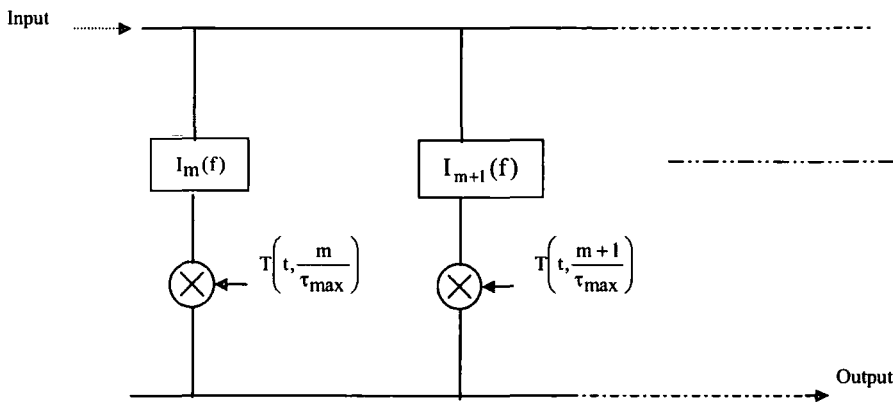 Input
I_m(f)
I_{m+1}(f)
T(t, m/τ_max)
T(t, m+1/τ_max)
Output